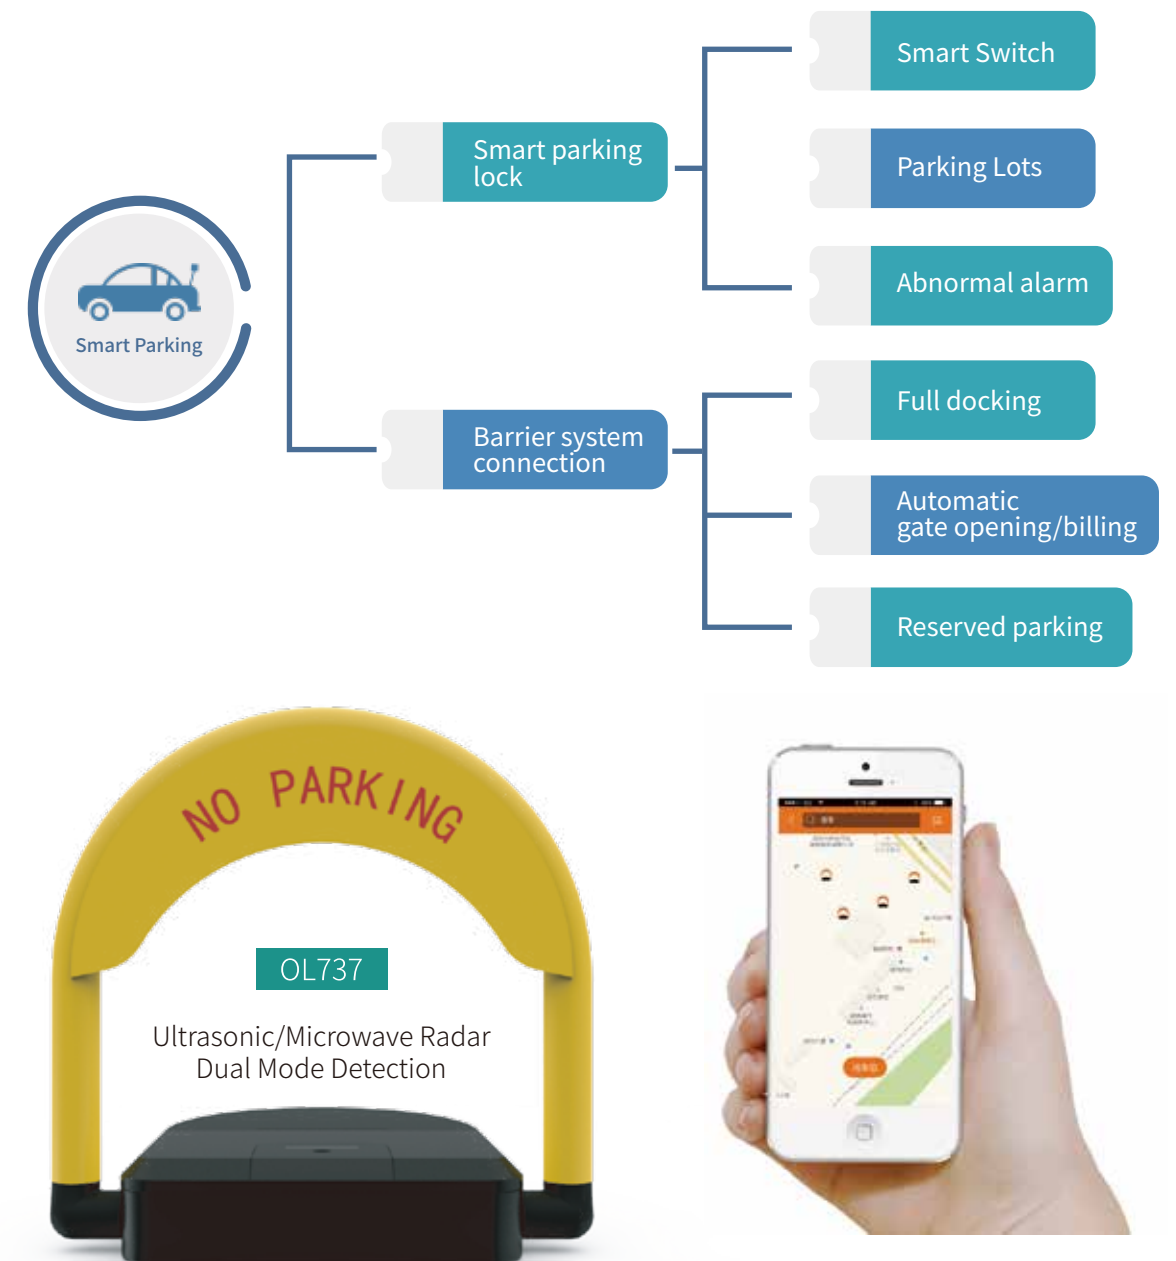 Smart Switch
Smart parking
lock
Parking Lots
Abnormal alarm
Smart Parking
Full docking
Barrier system
connection
Automatic
gate opening/billing
Reserved parking
NO PARKING
OL737
Ultrasonic/Microwave Radar
Dual Mode Detection